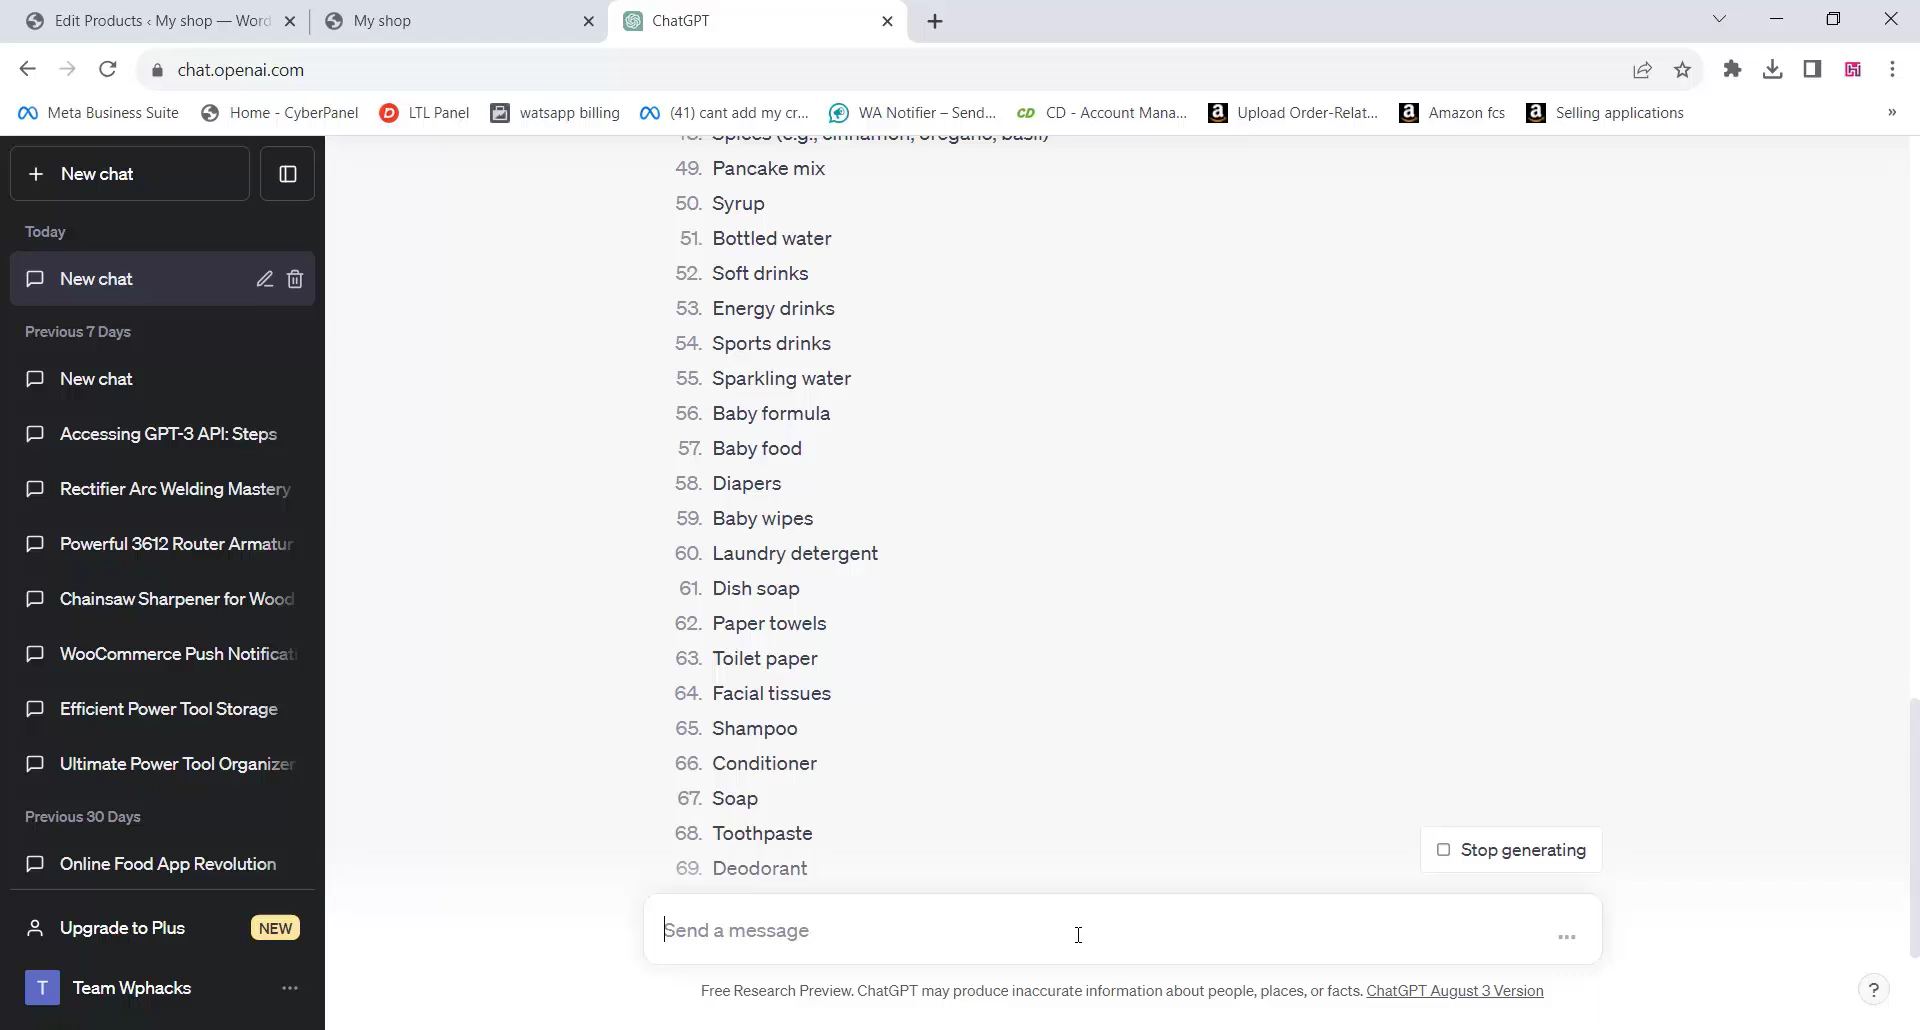 Edit Products ‹ My shop — Word
My shop
ChatGPT
chat.openai.com
Meta Business Suite
Home - CyberPanel
LTL Panel
watsapp billing
(41) cant add my cr...
WA Notifier – Send...
CD - Account Mana...
Upload Order-Relat...
Amazon fcs
Selling applications
»
New chat
Today
New chat
Previous 7 Days
New chat
Accessing GPT-3 API: Steps
Rectifier Arc Welding Mastery
Powerful 3612 Router Armatur
Chainsaw Sharpener for Wood
WooCommerce Push Notificati
Efficient Power Tool Storage
Ultimate Power Tool Organizer
Previous 30 Days
Online Food App Revolution
Upgrade to Plus NEW
T Team Wphacks
48. Spices (e.g., cinnamon, oregano, basil)
49. Pancake mix
50. Syrup
51. Bottled water
52. Soft drinks
53. Energy drinks
54. Sports drinks
55. Sparkling water
56. Baby formula
57. Baby food
58. Diapers
59. Baby wipes
60. Laundry detergent
61. Dish soap
62. Paper towels
63. Toilet paper
64. Facial tissues
65. Shampoo
66. Conditioner
67. Soap
68. Toothpaste
69. Deodorant
Stop generating
Send a message
Free Research Preview. ChatGPT may produce inaccurate information about people, places, or facts. ChatGPT August 3 Version
?